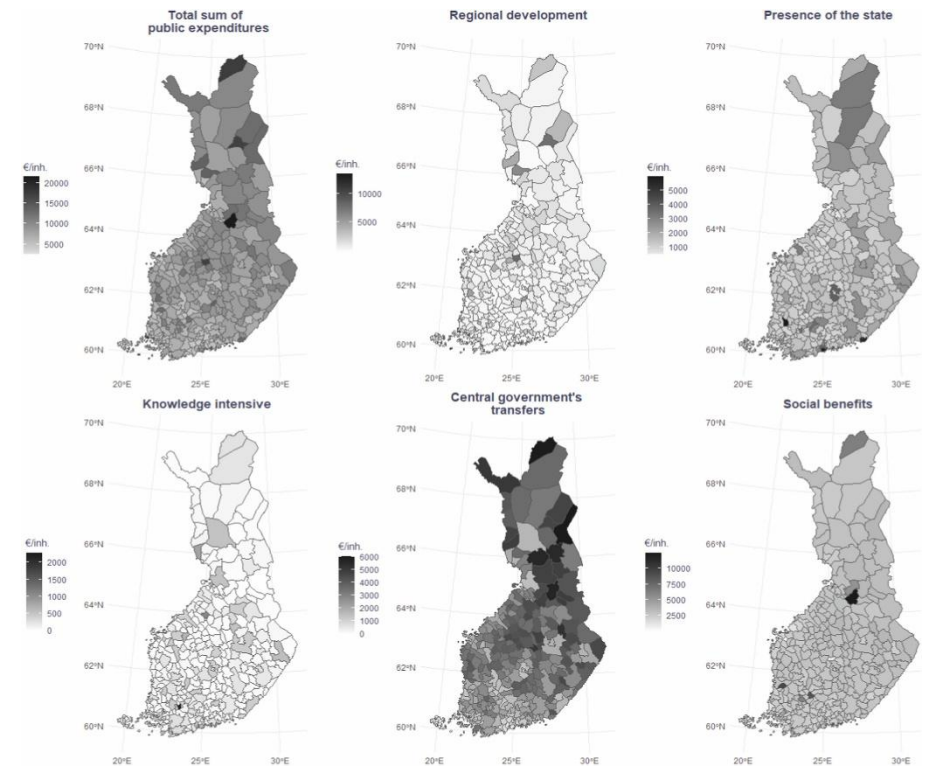 Total sum of
public expenditures
70°N
68°N
66°N
64°N
62°N
60°N
20°E 25°E 30°E
€/inh.
20000
15000
10000
5000
Regional development
70°N
68°N
66°N
64°N
62°N
60°N
20°E 25°E 30°E
€/inh.
10000
5000
Presence of the state
70°N
68°N
66°N
64°N
62°N
60°N
20°E 25°E 30°E
€/inh.
5000
4000
3000
2000
1000
Knowledge intensive
70°N
68°N
66°N
64°N
62°N
60°N
20°E 25°E 30°E
€/inh.
2000
1500
1000
500
0
Central government's
transfers
70°N
68°N
66°N
64°N
62°N
60°N
20°E 25°E 30°E
€/inh.
6000
5000
4000
3000
2000
1000
0
Social benefits
70°N
68°N
66°N
64°N
62°N
60°N
20°E 25°E 30°E
€/inh.
10000
7500
5000
2500